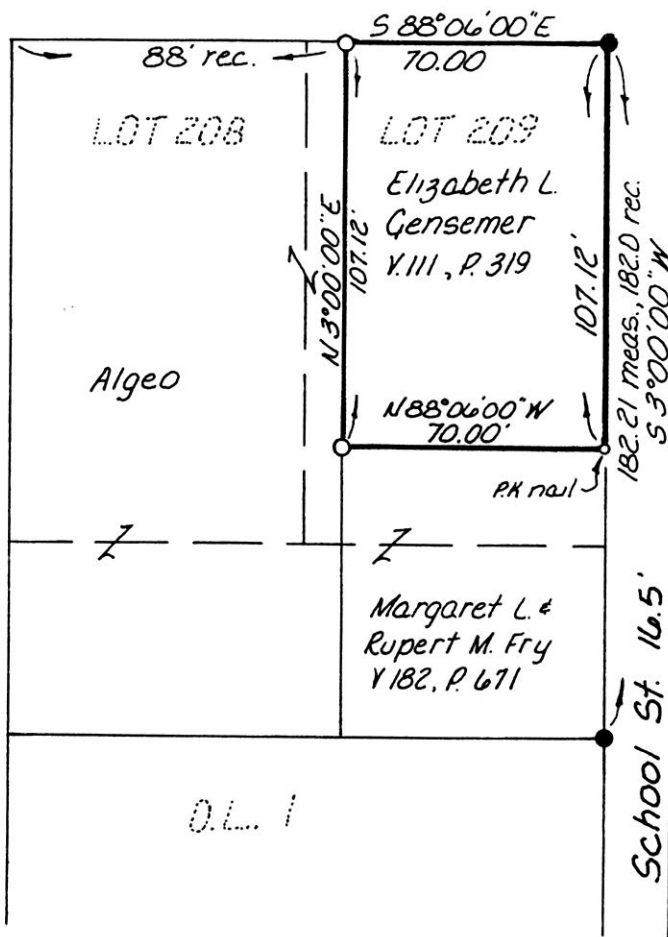 S 88°06'00"E
88' rec.
70.00
LOT 208
LOT 209
Elizabeth L.
Gensemer
V.111, P. 319
N 3°00'00"E
107.12'
107.12'
182.21 meas., 182.0 rec.
S 3°00'00"W
Algeo
N88°06'00"W
70.00'
P.K nail
Margaret L. &
Rupert M. Fry
V 182, P. 671
School St. 16.5'
O.L. 1